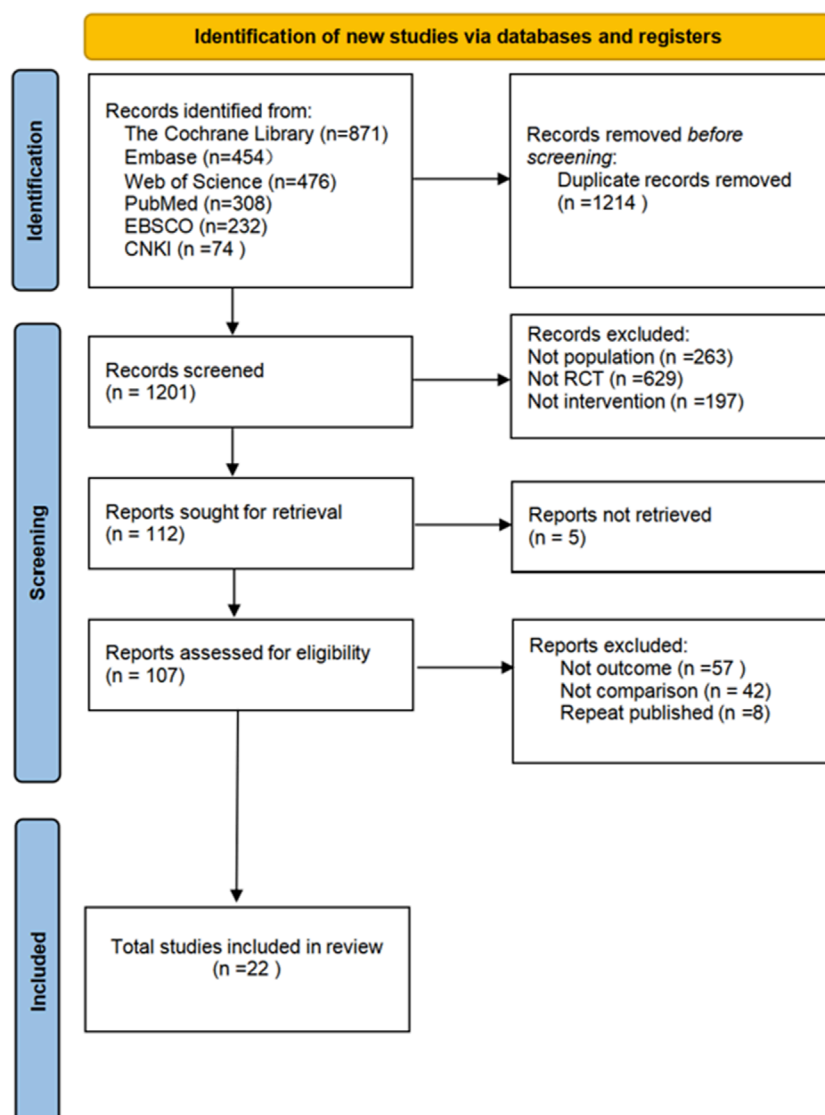 Identification of new studies via databases and registers
Identification
Records identified from:
The Cochrane Library (n=871)
Embase (n=454）
Web of Science (n=476)
PubMed (n=308)
EBSCO (n=232)
CNKI (n =74 )
Records removed before
screening:
Duplicate records removed
(n =1214 )
Screening
Records screened
(n = 1201)
Records excluded:
Not population (n =263)
Not RCT (n =629)
Not intervention (n =197)
Reports sought for retrieval
(n = 112)
Reports not retrieved
(n = 5)
Reports assessed for eligibility
(n = 107)
Reports excluded:
Not outcome (n =57 )
Not comparison (n = 42)
Repeat published (n =8)
Included
Total studies included in review
(n =22 )